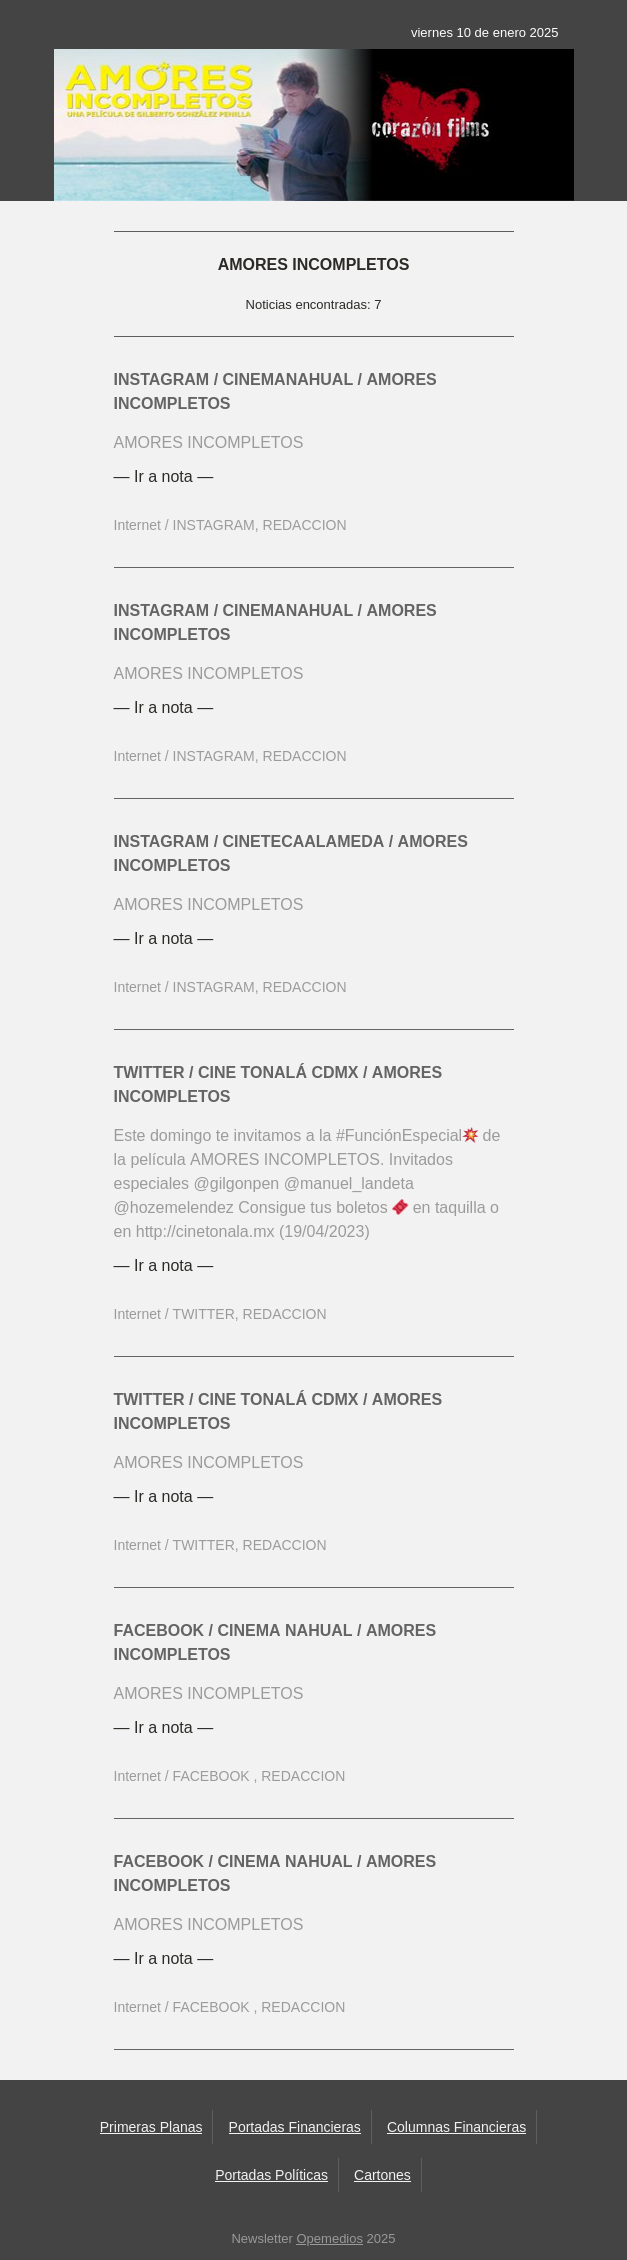 viernes 10 de enero 2025
AMORES
INCOMPLETOS
UNA PELÍCULA DE GILBERTO GONZÁLEZ PENILLA
corazón films
AMORES INCOMPLETOS
Noticias encontradas: 7
INSTAGRAM / CINEMANAHUAL / AMORES
INCOMPLETOS
AMORES INCOMPLETOS
— Ir a nota —
Internet / INSTAGRAM, REDACCION
INSTAGRAM / CINEMANAHUAL / AMORES
INCOMPLETOS
AMORES INCOMPLETOS
— Ir a nota —
Internet / INSTAGRAM, REDACCION
INSTAGRAM / CINETECAALAMEDA / AMORES
INCOMPLETOS
AMORES INCOMPLETOS
— Ir a nota —
Internet / INSTAGRAM, REDACCION
TWITTER / CINE TONALÁ CDMX / AMORES
INCOMPLETOS
Este domingo te invitamos a la #FunciónEspecial💥 de
la película AMORES INCOMPLETOS. Invitados
especiales @gilgonpen @manuel_landeta
@hozemelendez Consigue tus boletos 🎟 en taquilla o
en http://cinetonala.mx (19/04/2023)
— Ir a nota —
Internet / TWITTER, REDACCION
TWITTER / CINE TONALÁ CDMX / AMORES
INCOMPLETOS
AMORES INCOMPLETOS
— Ir a nota —
Internet / TWITTER, REDACCION
FACEBOOK / CINEMA NAHUAL / AMORES
INCOMPLETOS
AMORES INCOMPLETOS
— Ir a nota —
Internet / FACEBOOK , REDACCION
FACEBOOK / CINEMA NAHUAL / AMORES
INCOMPLETOS
AMORES INCOMPLETOS
— Ir a nota —
Internet / FACEBOOK , REDACCION
Primeras Planas Portadas Financieras Columnas Financieras
Portadas Políticas Cartones
Newsletter Opemedios 2025